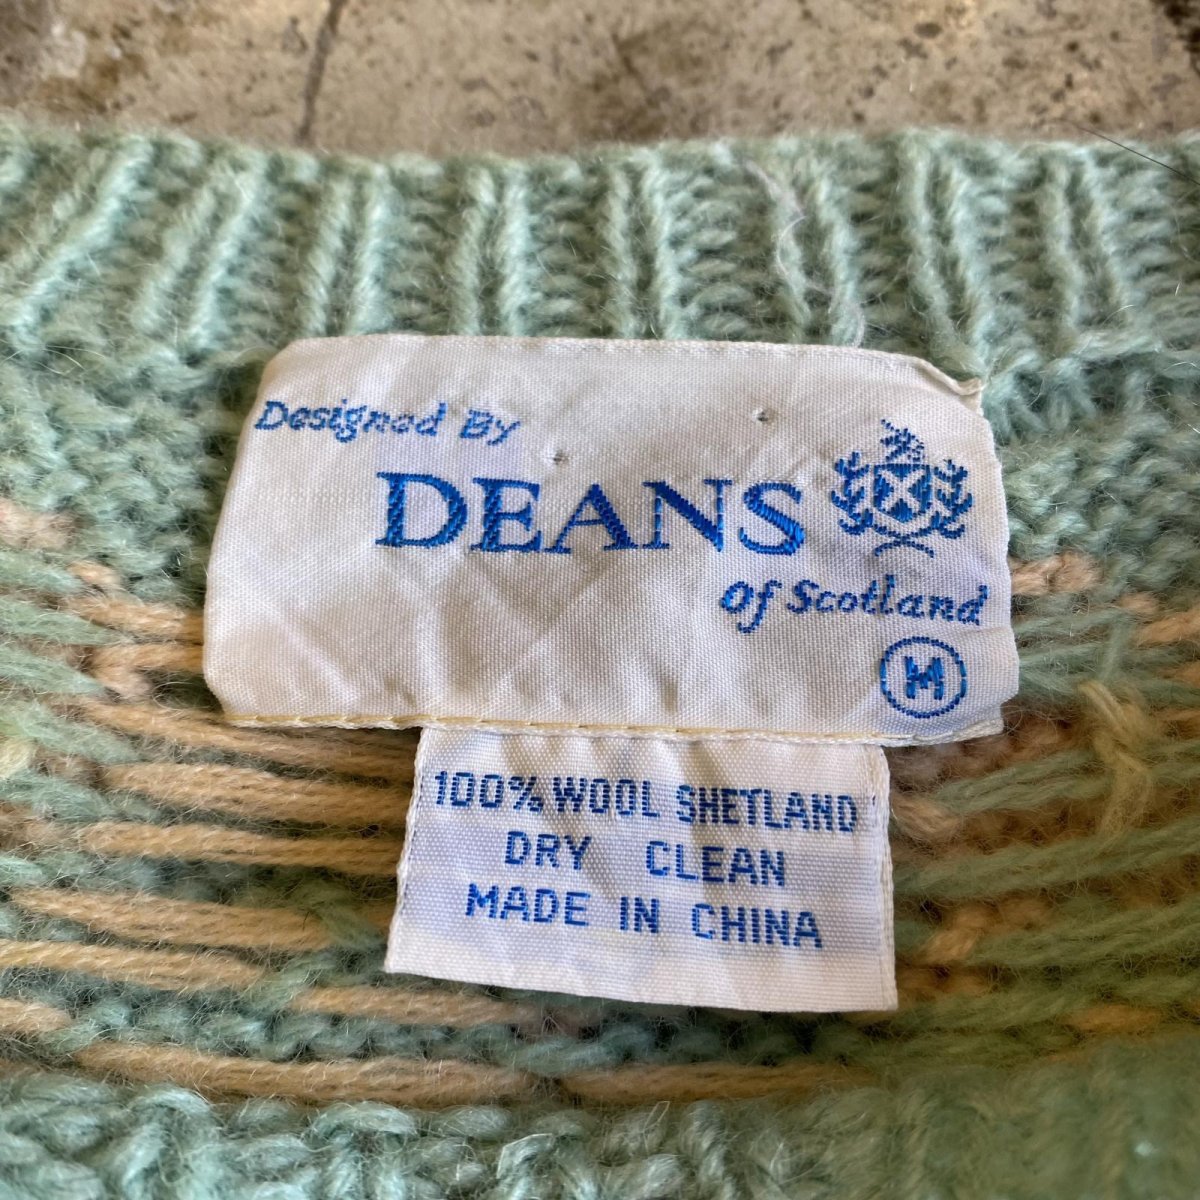 Designed By
DEANS
of Scotland
M
100% WOOL SHETLAND
DRY CLEAN
MADE IN CHINA